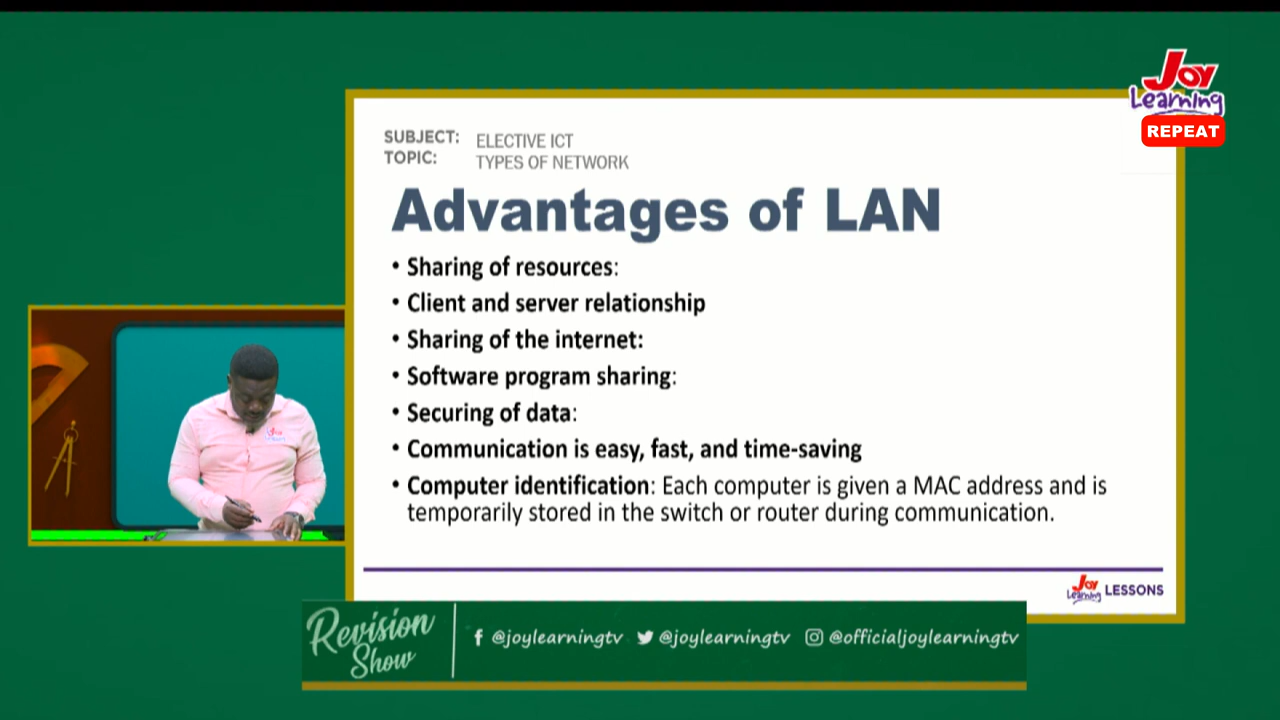 Joy
Learning
REPEAT
SUBJECT: ELECTIVE ICT
TOPIC: TYPES OF NETWORK
Advantages of LAN
• Sharing of resources:
• Client and server relationship
• Sharing of the internet:
• Software program sharing:
• Securing of data:
• Communication is easy, fast, and time-saving
• Computer identification: Each computer is given a MAC address and is
temporarily stored in the switch or router during communication.
Joy
Learning LESSONS
Revision
Show
@joylearningtv @joylearningtv @officialjoylearningtv